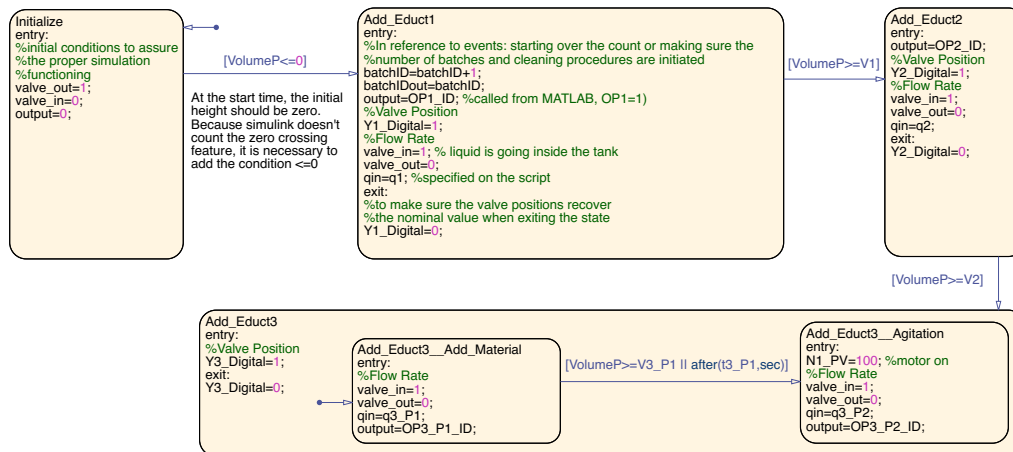 Initialize
entry:
%initial conditions to assure
%the proper simulation
%functioning
valve_out=1;
valve_in=0;
output=0;
[VolumeP<=0]
At the start time, the initial
height should be zero.
Because simulink doesn't
count the zero crossing
feature, it is necessary to
add the condition <=0
Add_Educt1
entry:
%In reference to events: starting over the count or making sure the
%number of batches and cleaning procedures are initiated
batchID=batchID+1;
batchIDout=batchID;
output=OP1_ID; %called from MATLAB, OP1=1)
%Valve Position
Y1_Digital=1;
%Flow Rate
valve_in=1; % liquid is going inside the tank
valve_out=0;
qin=q1; %specified on the script
exit:
%to make sure the valve positions recover
%the nominal value when exiting the state
Y1_Digital=0;
[VolumeP>=V1]
Add_Educt2
entry:
output=OP2_ID;
%Valve Position
Y2_Digital=1;
%Flow Rate
valve_in=1;
valve_out=0;
qin=q2;
exit:
Y2_Digital=0;
[VolumeP>=V2]
Add_Educt3
entry:
%Valve Position
Y3_Digital=1;
exit:
Y3_Digital=0;
Add_Educt3__Add_Material
entry:
%Flow Rate
valve_in=1;
valve_out=0;
qin=q3_P1;
output=OP3_P1_ID;
[VolumeP>=V3_P1 || after(t3_P1,sec)]
Add_Educt3__Agitation
entry:
N1_PV=100; %motor on
%Flow Rate
valve_in=1;
valve_out=0;
qin=q3_P2;
output=OP3_P2_ID;